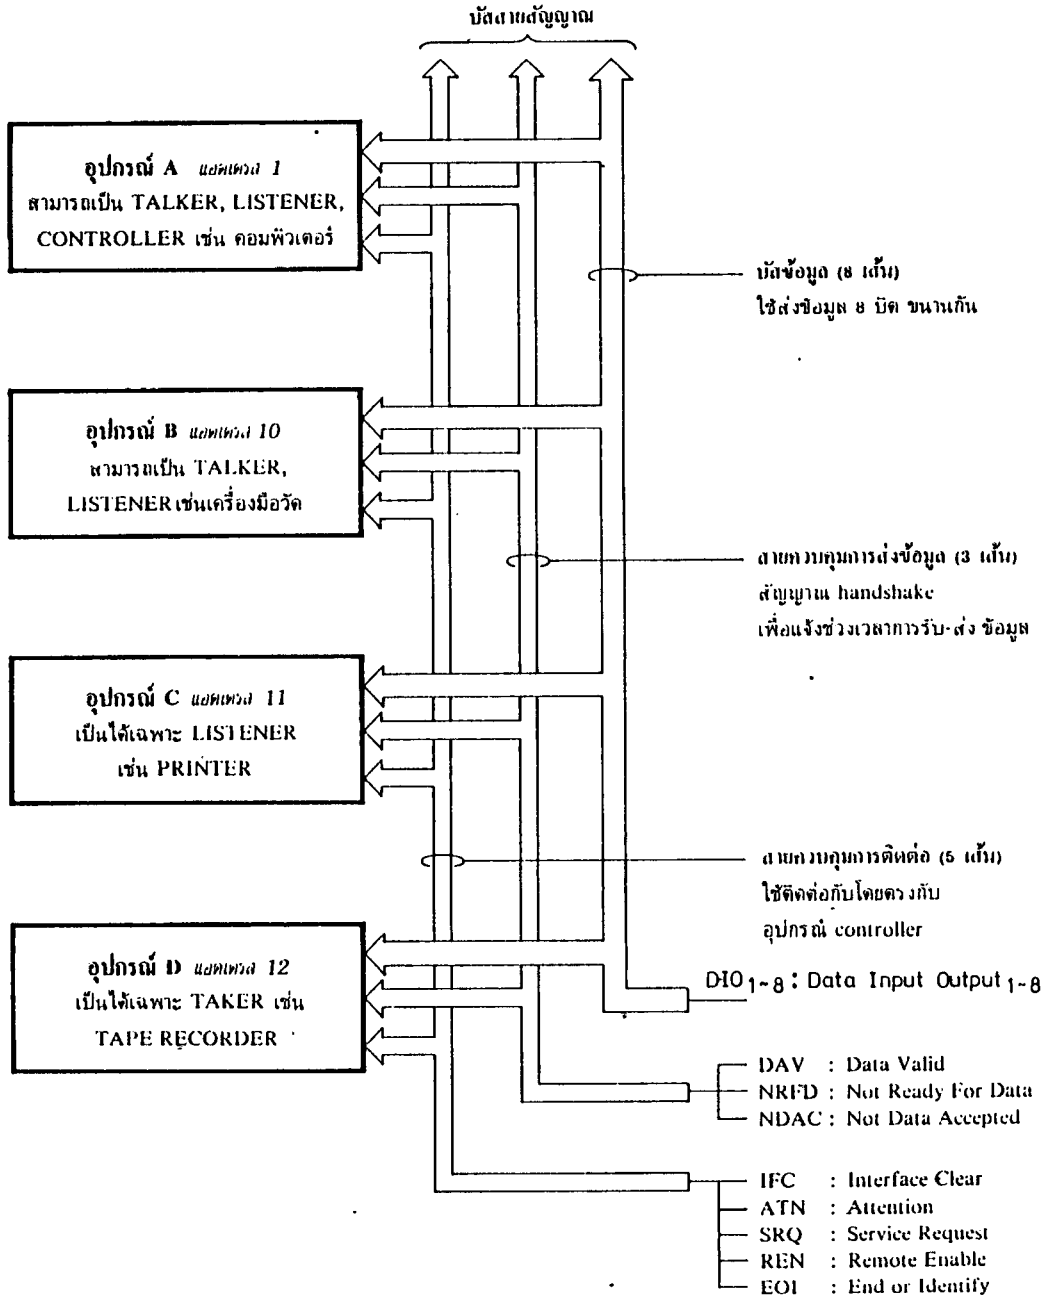 บัสสายสัญญาณ
อุปกรณ์ A แอดเดรส 1
สามารถเป็น TALKER, LISTENER,
CONTROLLER เช่น คอมพิวเตอร์
บัสข้อมูล (8 เส้น)
ใช้ส่งข้อมูล 8 บิต ขนานกัน
อุปกรณ์ B แอดเดรส 10
สามารถเป็น TALKER,
LISTENER เช่นเครื่องมือวัด
สายควบคุมการส่งข้อมูล (3 เส้น)
สัญญาณ handshake
เพื่อแจ้งช่วงเวลาการรับ-ส่ง ข้อมูล
อุปกรณ์ C แอดเดรส 11
เป็นได้เฉพาะ LISTENER
เช่น PRINTER
สายควบคุมการติดต่อ (5 เส้น)
ใช้ติดต่อกับโดยตรงกับ
อุปกรณ์ controller
อุปกรณ์ D แอดเดรส 12
เป็นได้เฉพาะ TAKER เช่น
TAPE RECORDER
DIO 1~8 : Data Input Output 1~8
DAV : Data Valid
NRFD : Not Ready For Data
NDAC : Not Data Accepted
IFC : Interface Clear
ATN : Attention
SRQ : Service Request
REN : Remote Enable
EOI : End or Identify